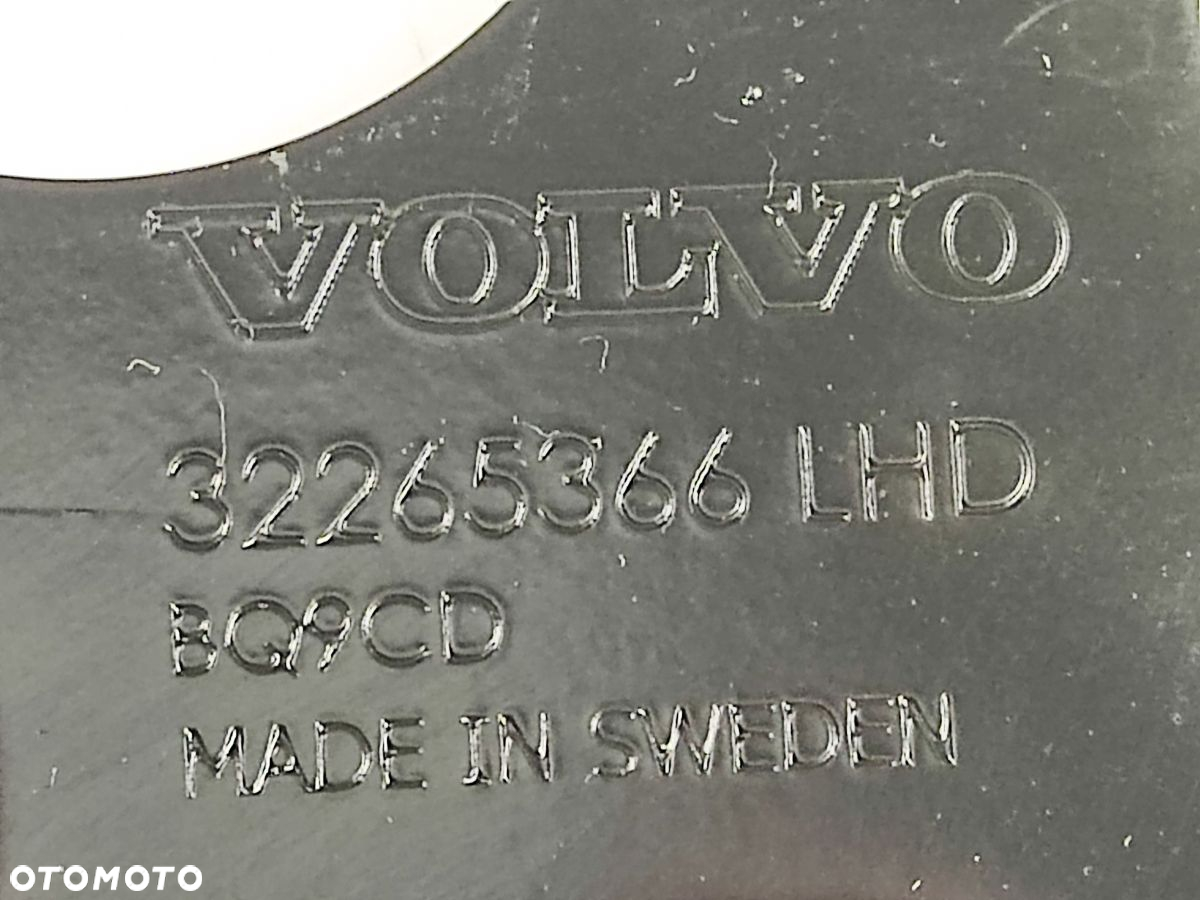 VOLVO
32265366 LHD
BQ9CD
MADE IN SWEDEN
OTOMOTO